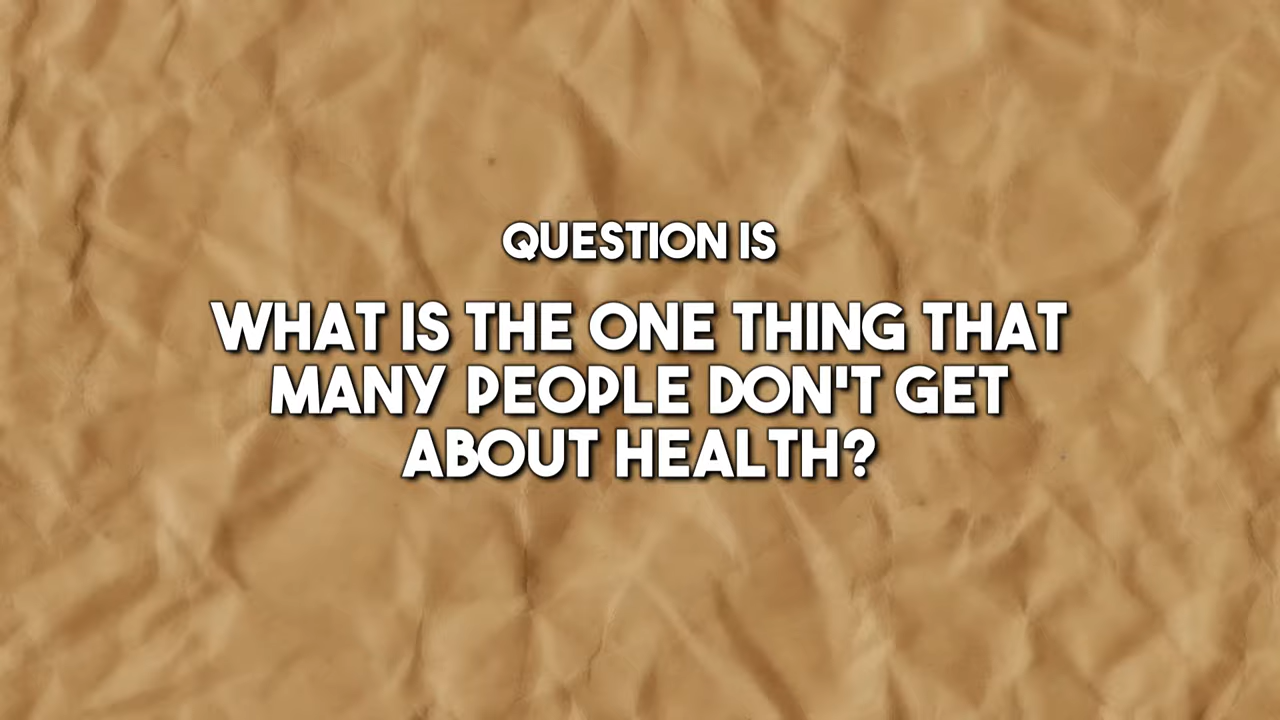 QUESTION IS
WHAT IS THE ONE THING THAT
MANY PEOPLE DON'T GET
ABOUT HEALTH?